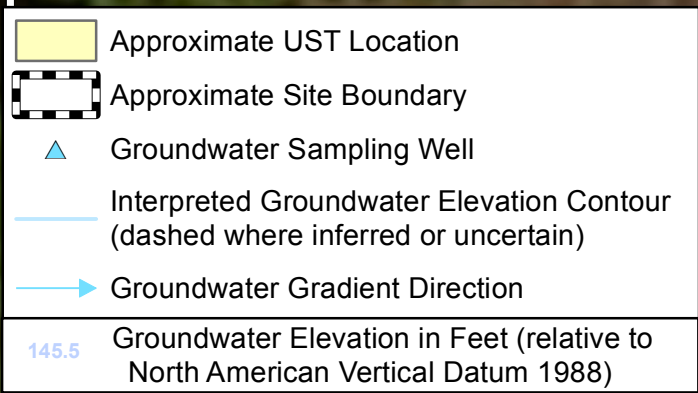 Approximate UST Location
Approximate Site Boundary
Groundwater Sampling Well
Interpreted Groundwater Elevation Contour
(dashed where inferred or uncertain)
Groundwater Gradient Direction
145.5 Groundwater Elevation in Feet (relative to
North American Vertical Datum 1988)